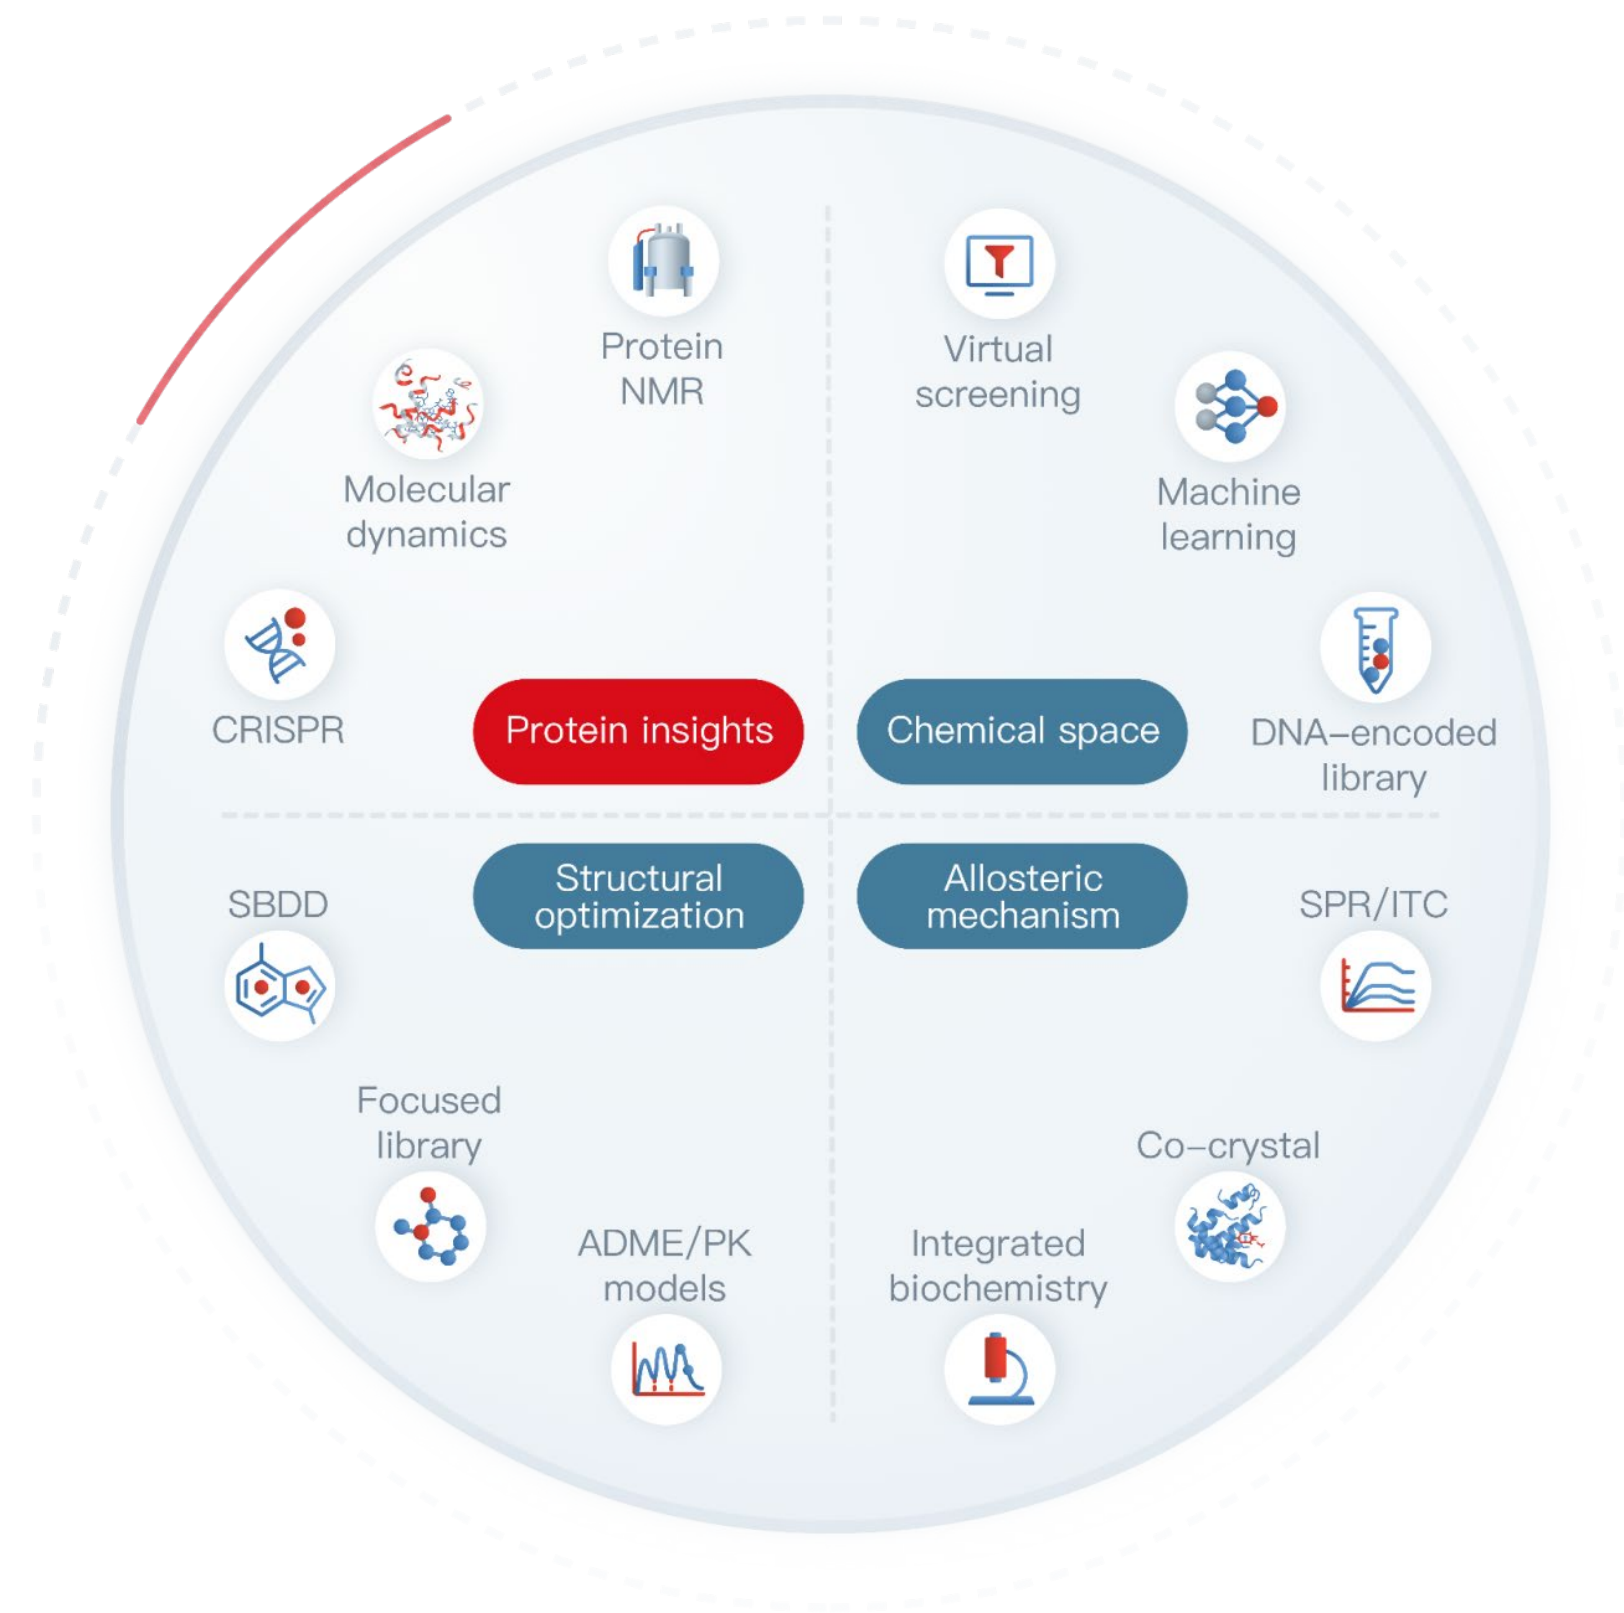 Protein
NMR
Molecular
dynamics
CRISPR
Protein insights
Virtual
screening
Machine
learning
DNA–encoded
library
Chemical space
SBDD
Structural
optimization
Focused
library
ADME/PK
models
Allosteric
mechanism
SPR/ITC
Co–crystal
Integrated
biochemistry